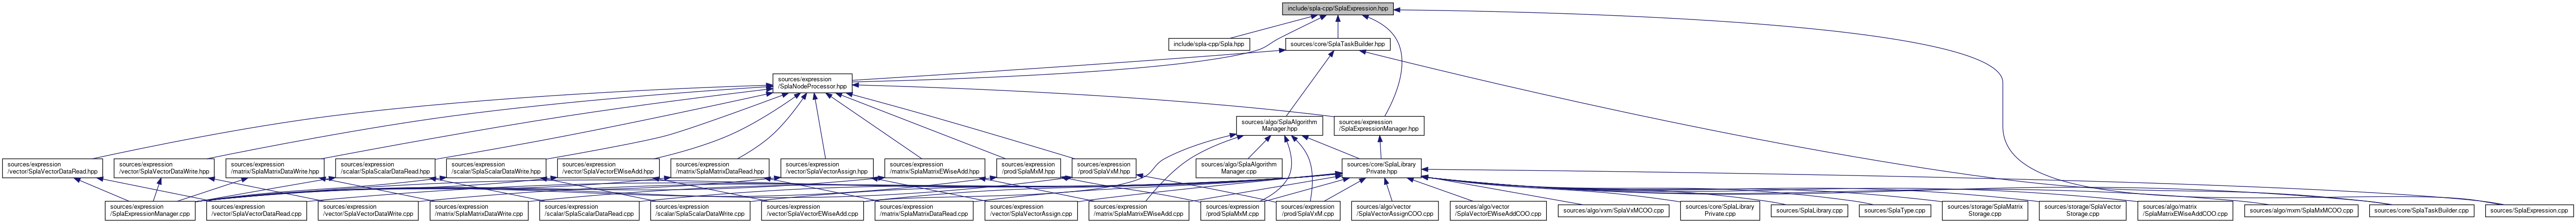 include/spla-cpp/SplaExpression.hpp
include/spla-cpp/Spla.hpp
sources/core/SplaTaskBuilder.hpp
sources/expression
/SplaNodeProcessor.hpp
sources/algo/SplaAlgorithm
Manager.hpp
sources/expression
/SplaExpressionManager.hpp
sources/expression
vector/SplaVectorDataRead.hpp
sources/expression
/vector/SplaVectorDataWrite.hpp
sources/expression
/matrix/SplaMatrixDataWrite.hpp
sources/expression
/scalar/SplaScalarDataRead.hpp
sources/expression
/scalar/SplaScalarDataWrite.hpp
sources/expression
/vector/SplaVectorEWiseAdd.hpp
sources/expression
/matrix/SplaMatrixDataRead.hpp
sources/expression
/vector/SplaVectorAssign.hpp
sources/expression
/matrix/SplaMatrixEWiseAdd.hpp
sources/expression
/prod/SplaMxM.hpp
sources/expression
/prod/SplaVxM.hpp
sources/algo/SplaAlgorithm
Manager.cpp
sources/core/SplaLibrary
Private.hpp
sources/expression
/SplaExpressionManager.cpp
sources/expression
/vector/SplaVectorDataRead.cpp
sources/expression
/vector/SplaVectorDataWrite.cpp
sources/expression
/matrix/SplaMatrixDataWrite.cpp
sources/expression
/scalar/SplaScalarDataRead.cpp
sources/expression
/scalar/SplaScalarDataWrite.cpp
sources/expression
/vector/SplaVectorEWiseAdd.cpp
sources/expression
/matrix/SplaMatrixDataRead.cpp
sources/expression
/vector/SplaVectorAssign.cpp
sources/expression
/matrix/SplaMatrixEWiseAdd.cpp
sources/expression
/prod/SplaMxM.cpp
sources/expression
/prod/SplaVxM.cpp
sources/algo/vector
/SplaVectorAssignCOO.cpp
sources/algo/vector
/SplaVectorEWiseAddCOO.cpp
sources/algo/vxm/SplaVxMCOO.cpp
sources/core/SplaLibrary
Private.cpp
sources/SplaLibrary.cpp
sources/SplaType.cpp
sources/storage/SplaMatrix
Storage.cpp
sources/storage/SplaVector
Storage.cpp
sources/algo/matrix
/SplaMatrixEWiseAddCOO.cpp
sources/algo/mxm/SplaMxMCOO.cpp
sources/core/SplaTaskBuilder.cpp
sources/SplaExpression.cpp